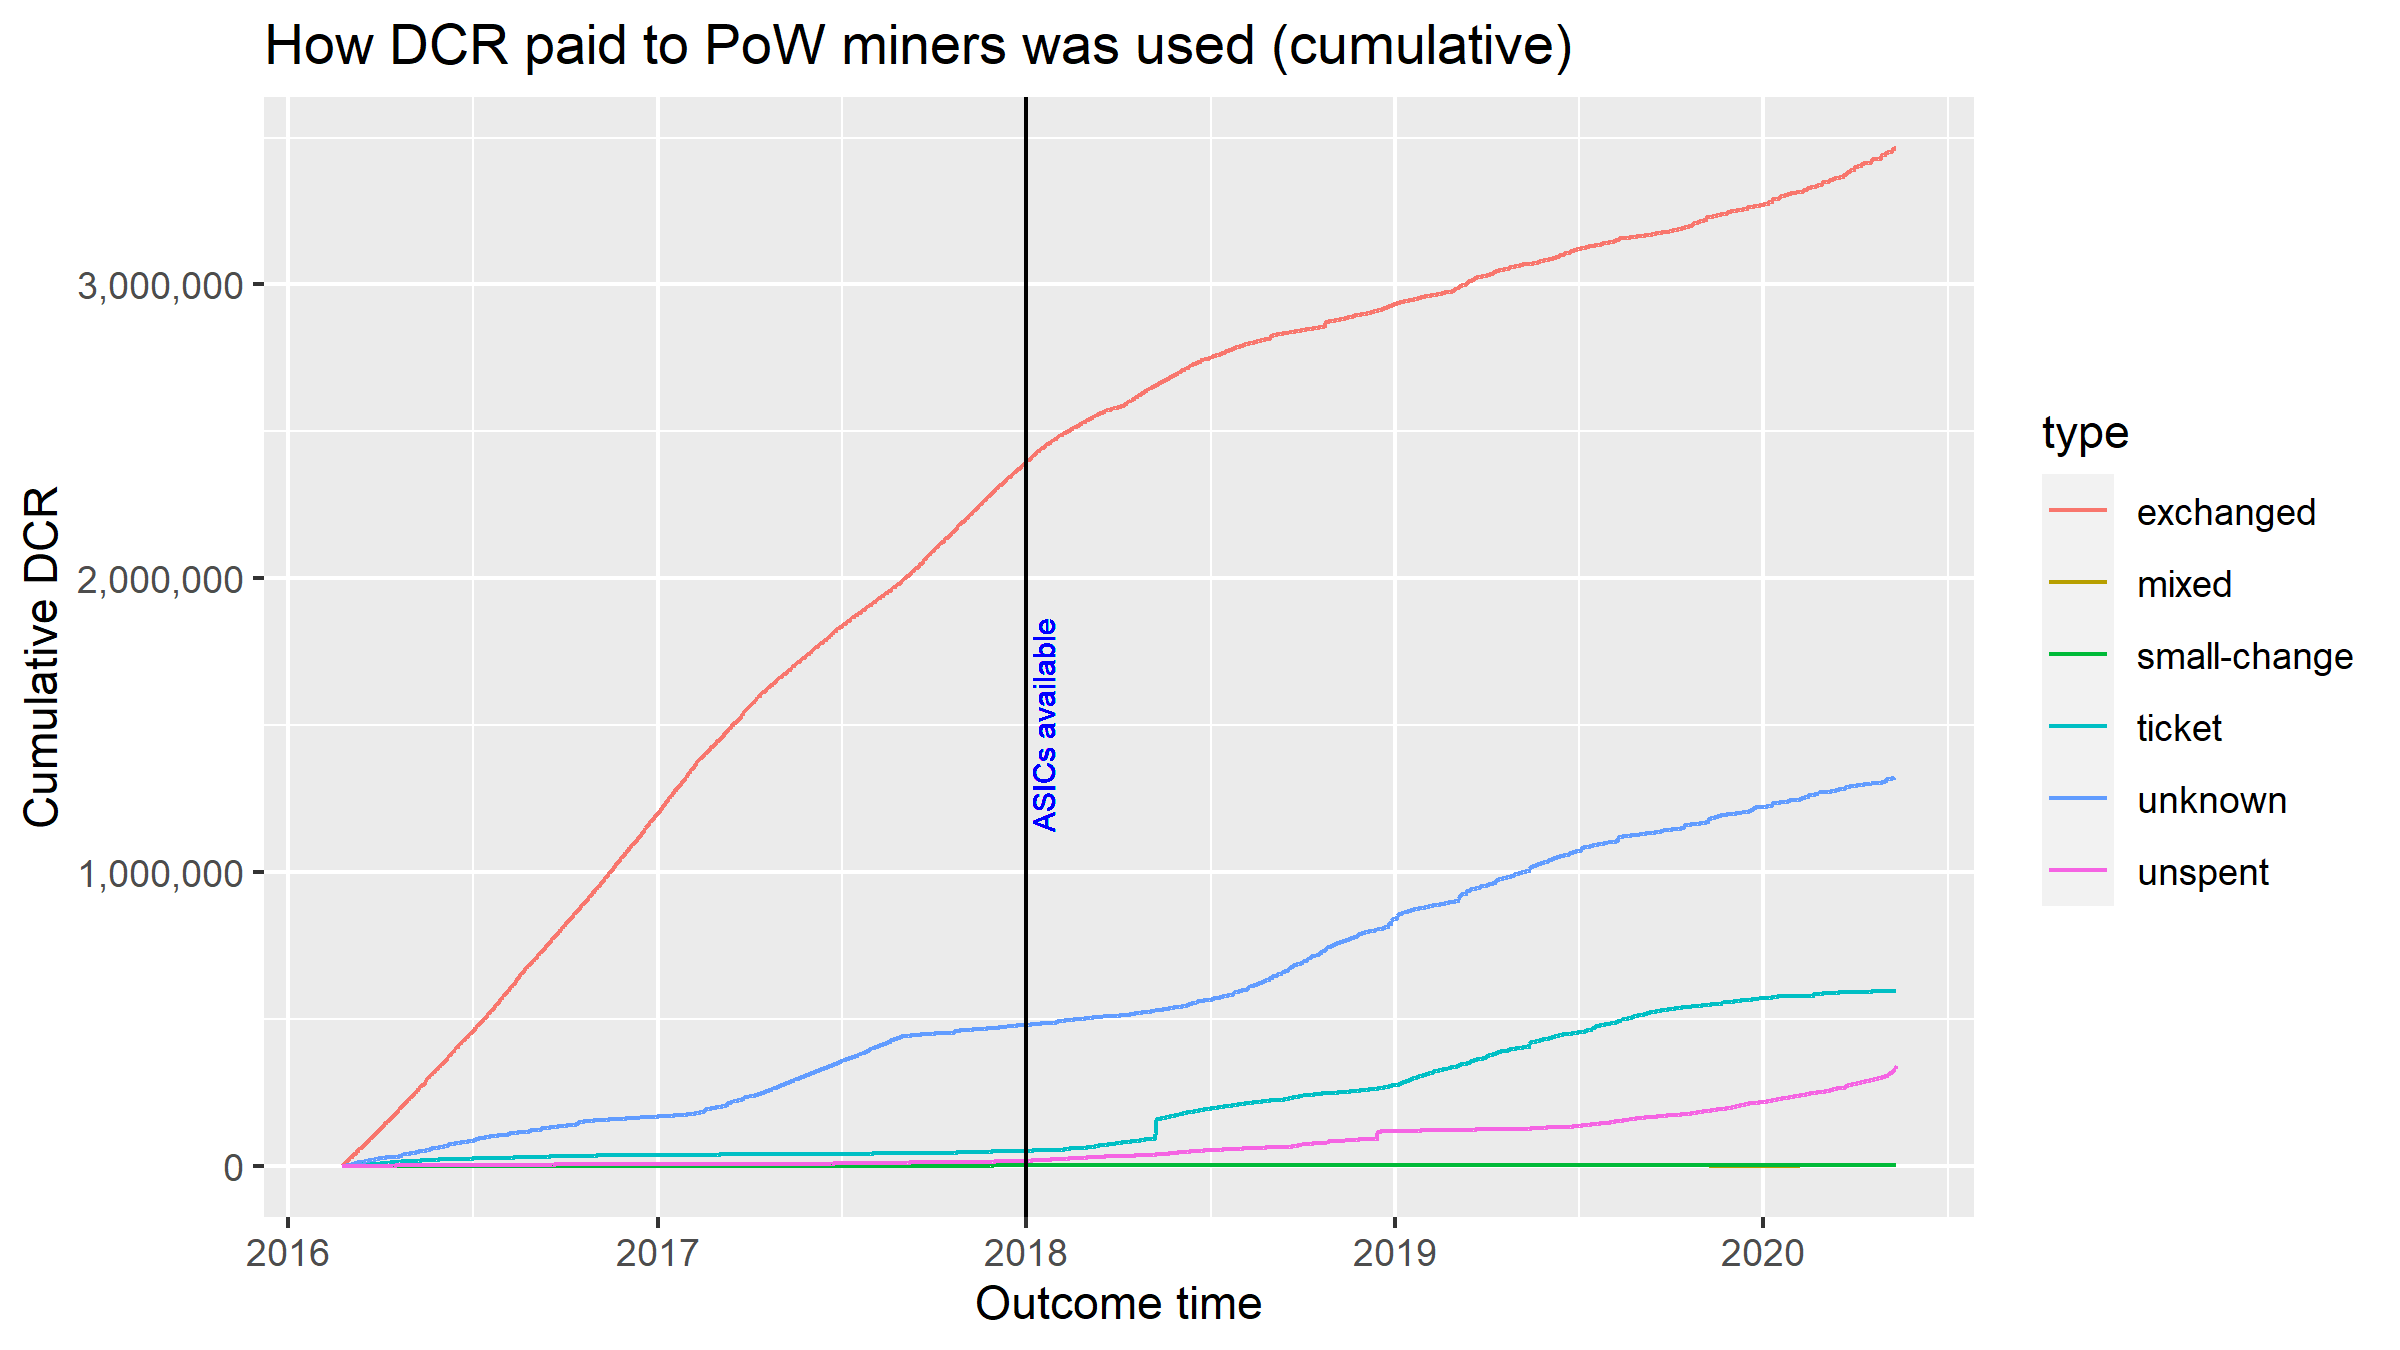 How DCR paid to PoW miners was used (cumulative)
Cumulative DCR
3,000,000
2,000,000
1,000,000
0
ASICs available
2016
2017
2018
2019
2020
Outcome time
type
exchanged
mixed
small-change
ticket
unknown
unspent